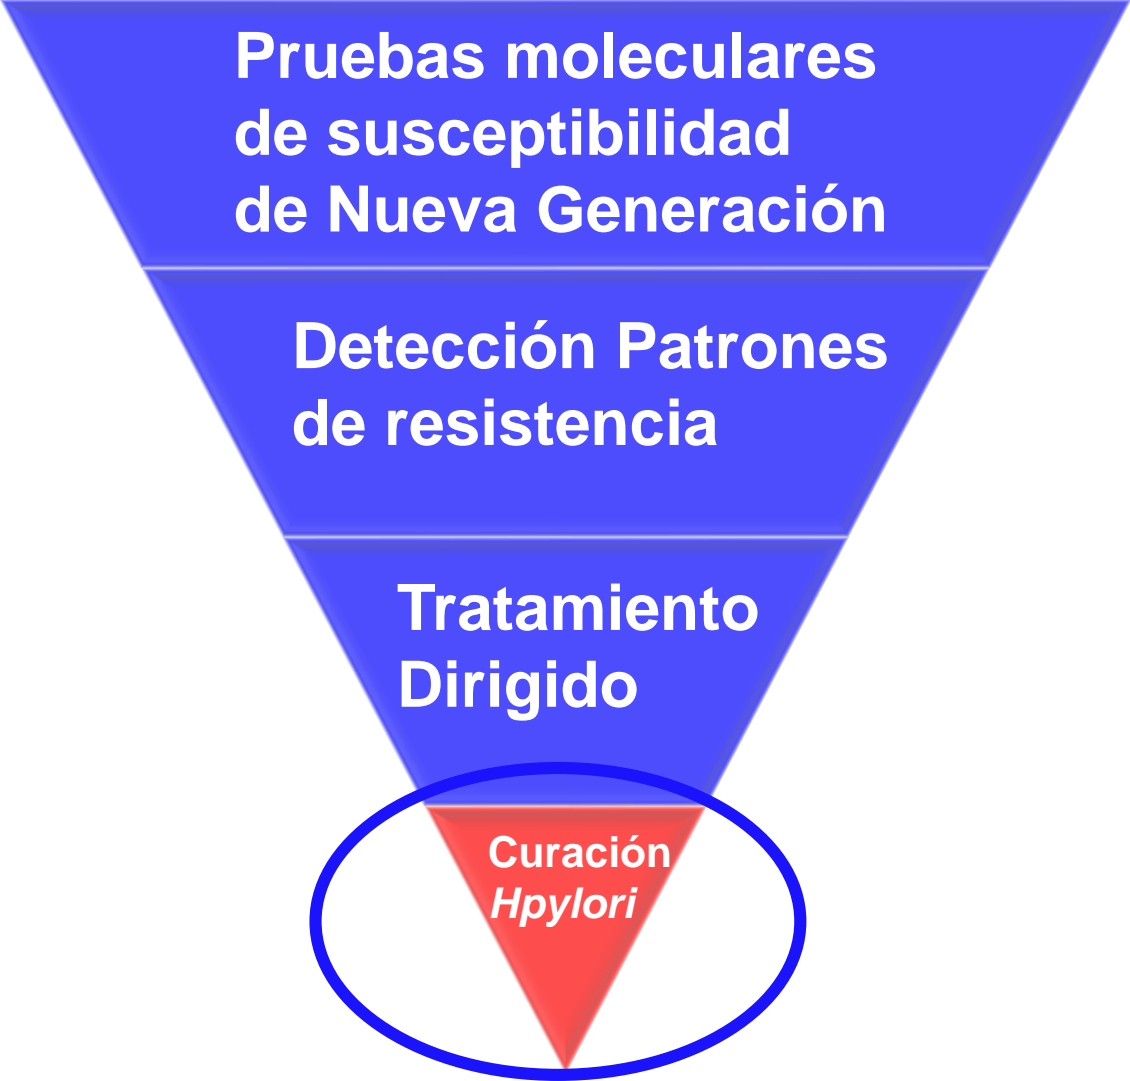 Pruebas moleculares
de susceptibilidad
de Nueva Generación
Detección Patrones
de resistencia
Tratamiento
Dirigido
Curación
Hpylori